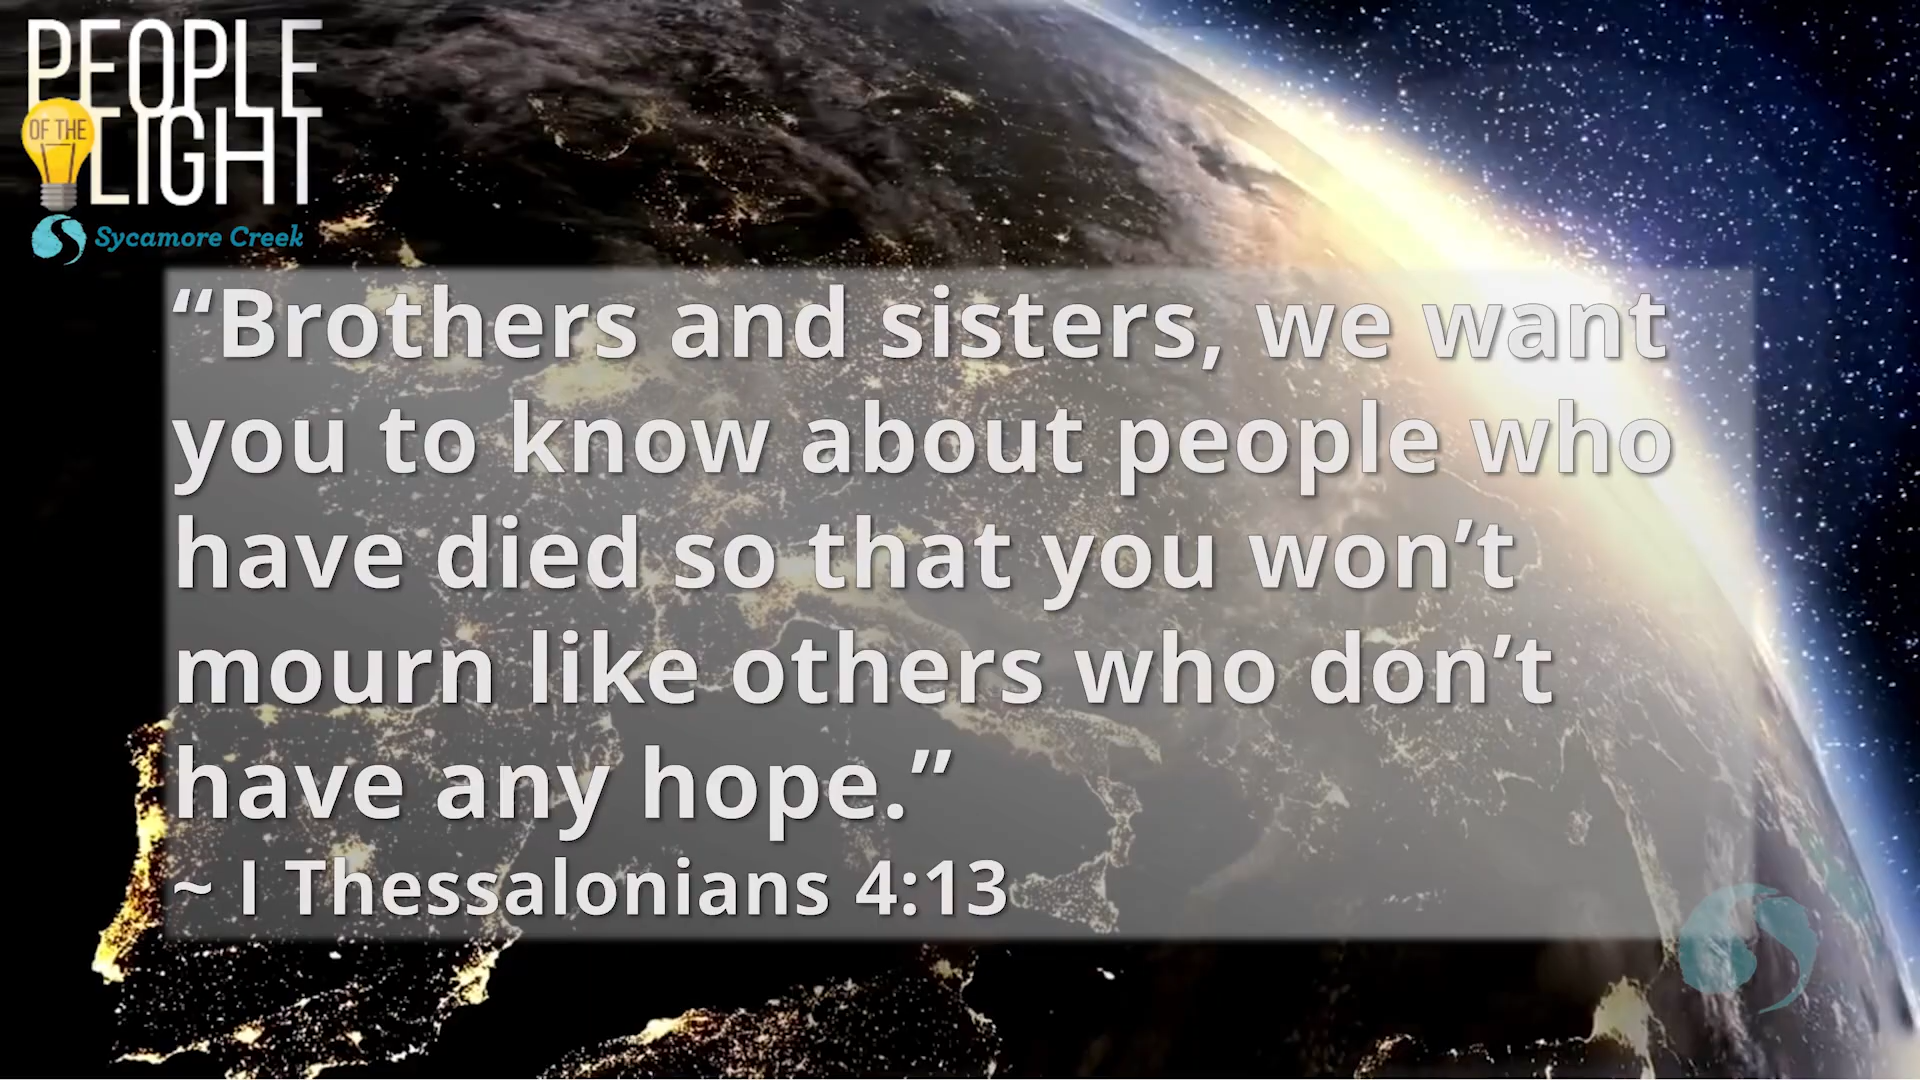 PEOPLE
OF THE
LIGHT
Sycamore Creek
“Brothers and sisters, we want
you to know about people who
have died so that you won’t
mourn like others who don’t
have any hope.”
~ I Thessalonians 4:13